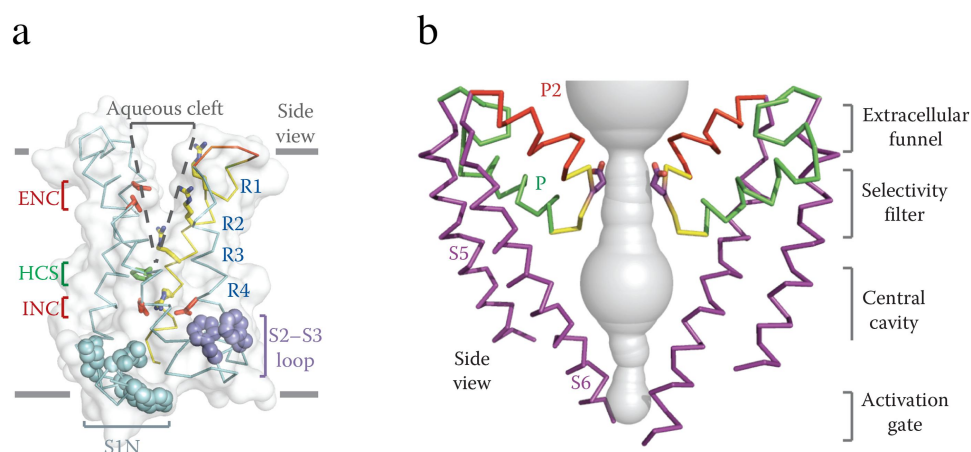 a
Aqueous cleft
Side
view
ENC
R1
R2
HCS
R3
INC
R4
S2–S3
loop
S1N
b
P2
P
S5
S6
Side
view
Extracellular
funnel
Selectivity
filter
Central
cavity
Activation
gate